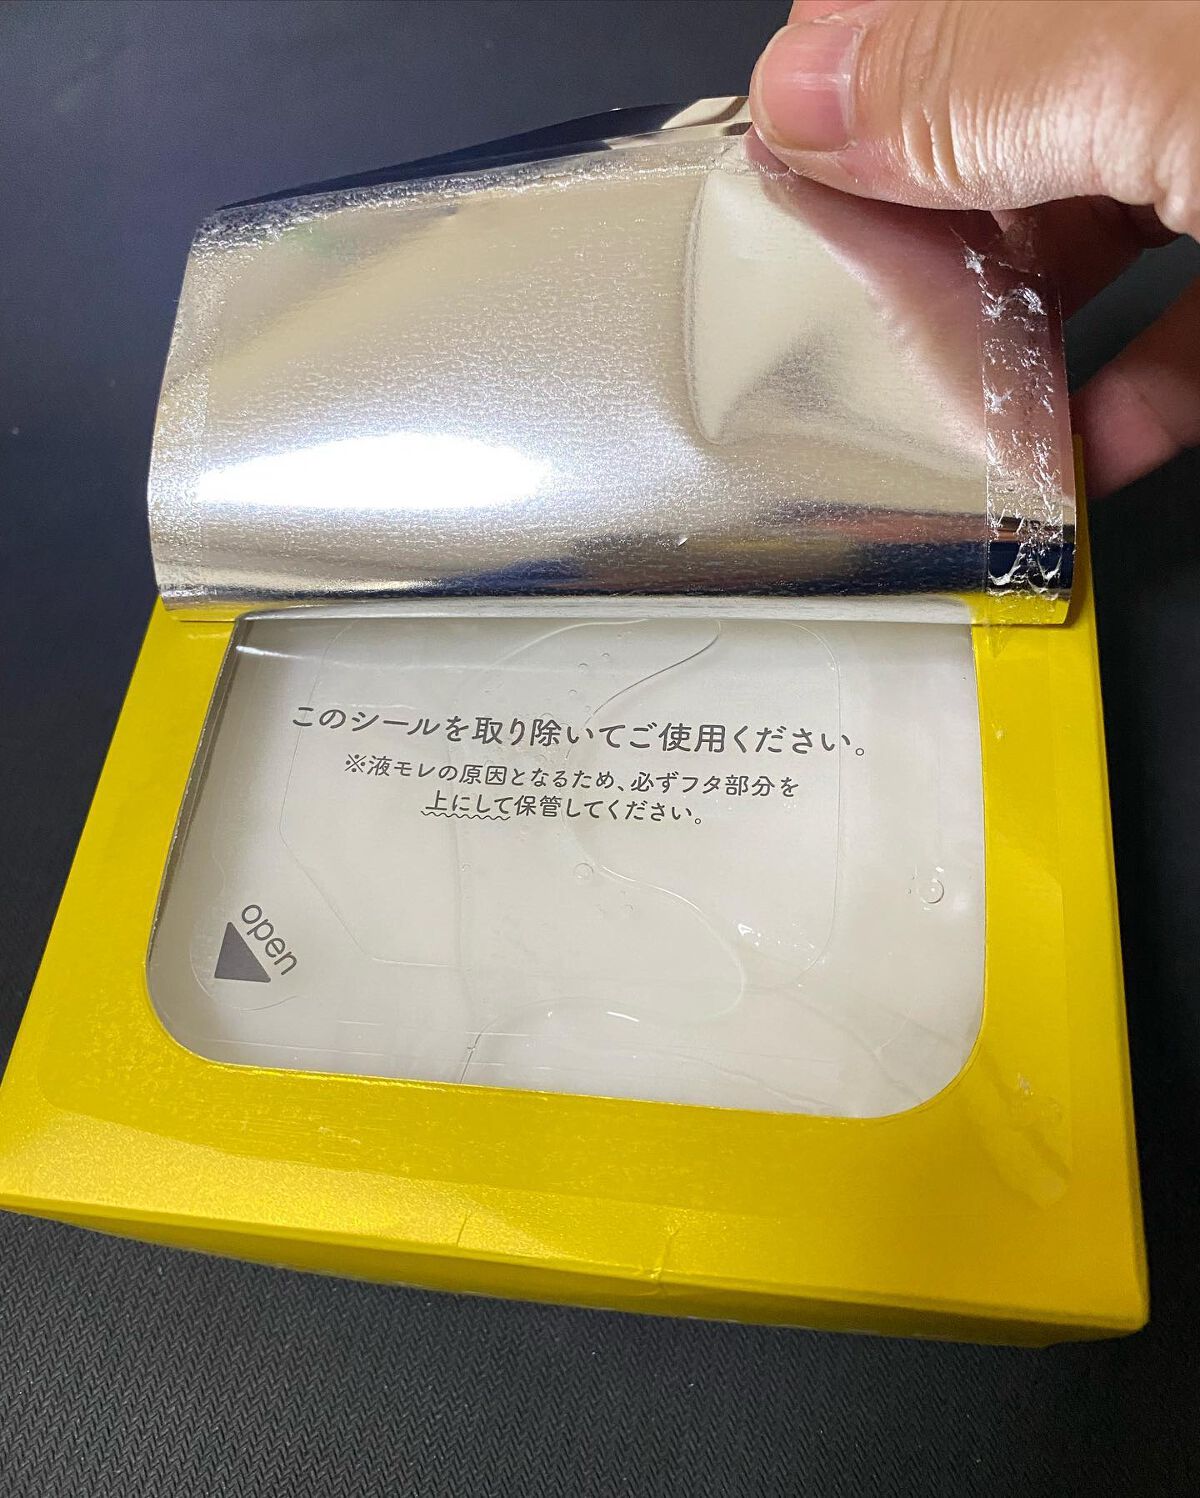 このシールを取り除いてご使用ください。
※液モレの原因となるため、必ずフタ部分を
上にして保管してください。
open